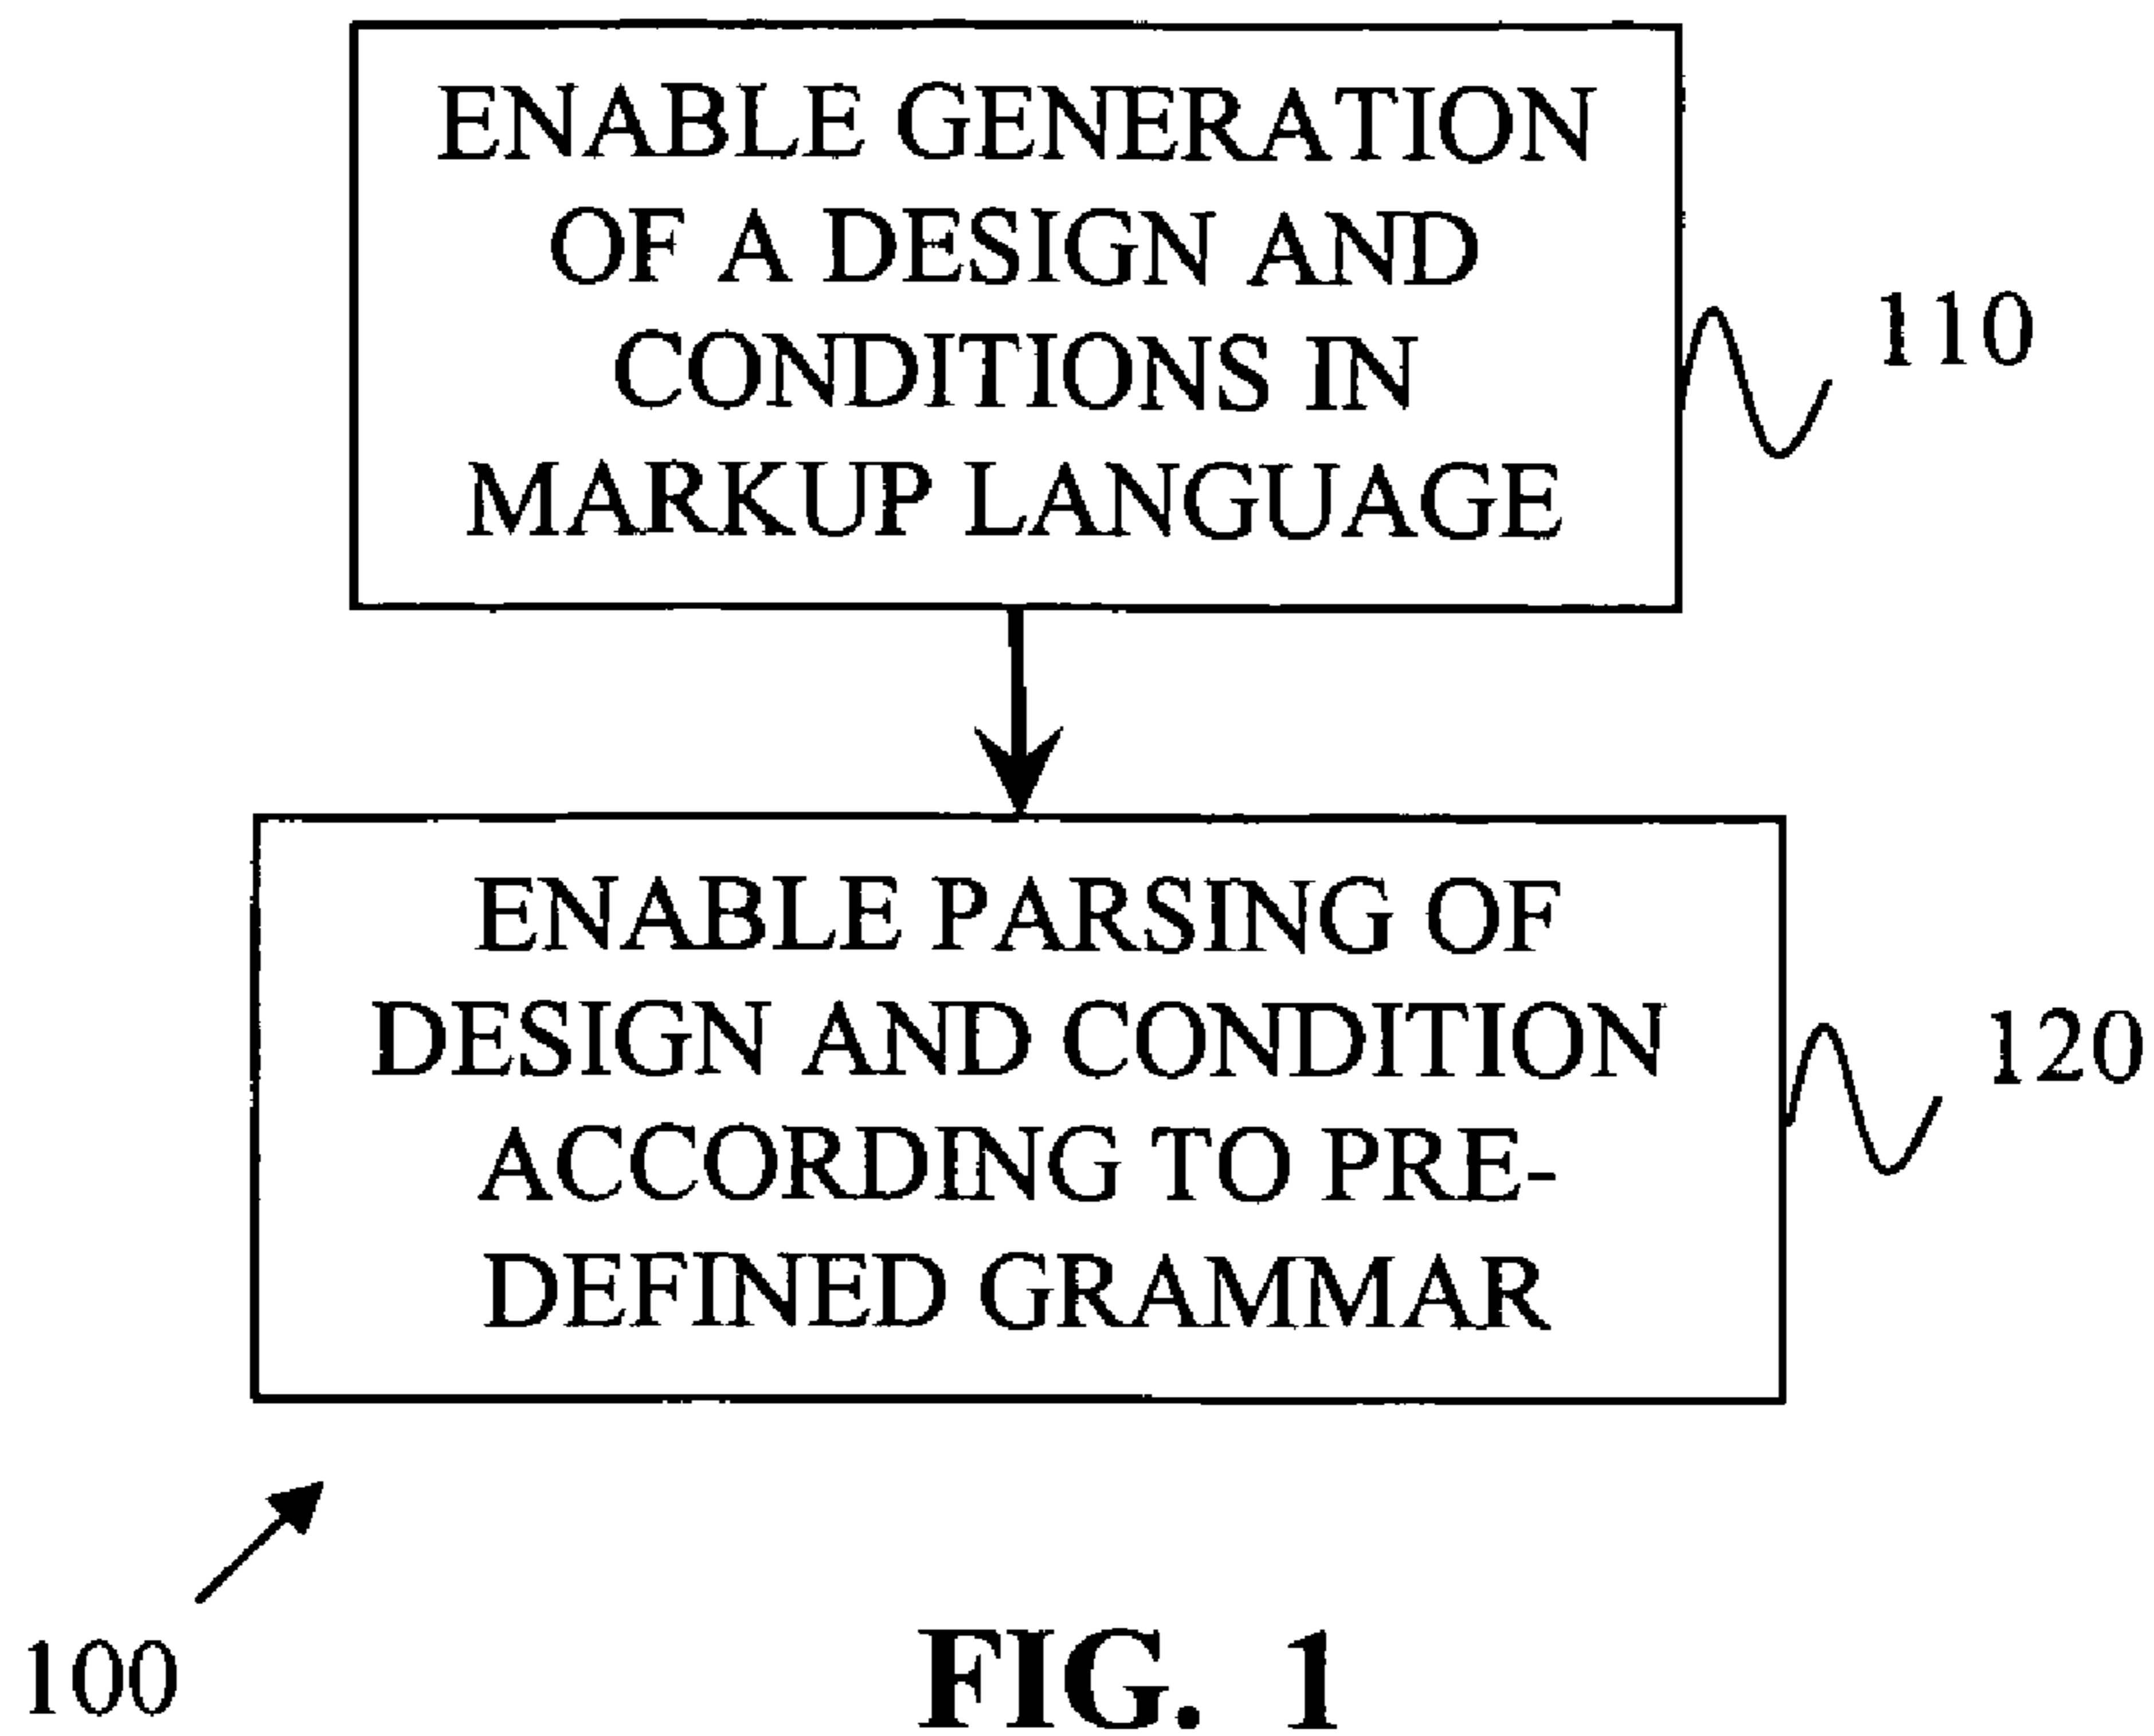 ENABLE GENERATION
OF A DESIGN AND
CONDITIONS IN
MARKUP LANGUAGE
110
ENABLE PARSING OF
DESIGN AND CONDITION
ACCORDING TO PRE-
DEFINED GRAMMAR
120
100
FIG. 1